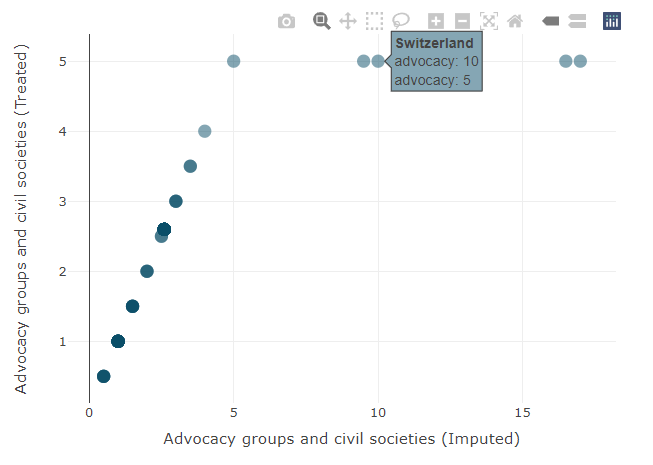 Switzerland
advocacy: 10
advocacy: 5
5
4
3
2
1
Advocacy groups and civil societies (Treated)
0 5 10 15
Advocacy groups and civil societies (Imputed)